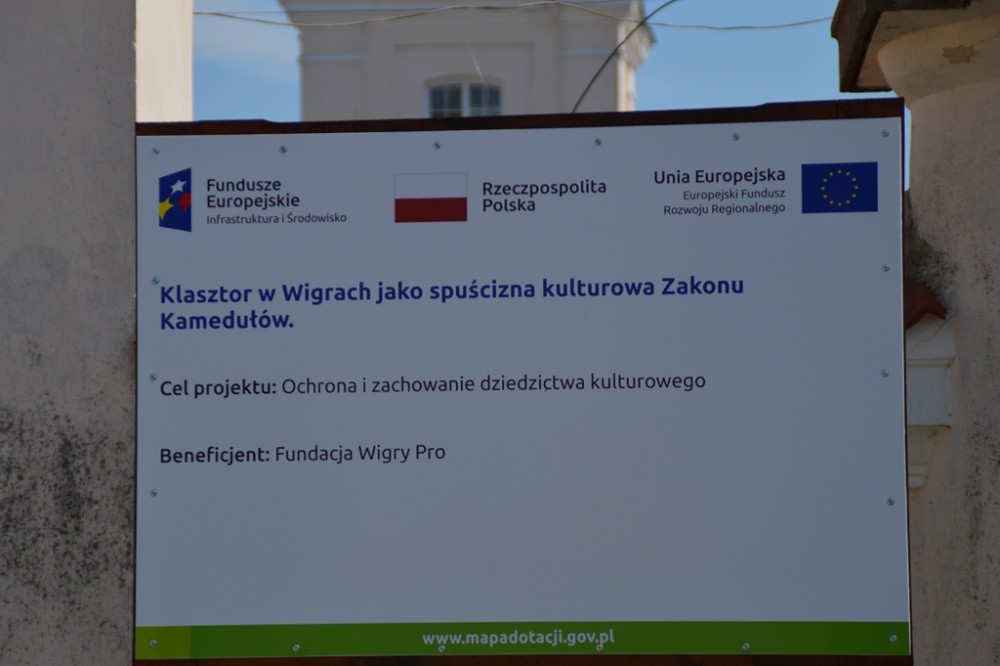 Fundusze
Europejskie
Infrastruktura i Środowisko
Rzeczpospolita
Polska
Unia Europejska
Europejski Fundusz
Rozwoju Regionalnego
Klasztor w Wigrach jako spuścizna kulturowa Zakonu
Kamedułów.
Cel projektu: Ochrona i zachowanie dziedzictwa kulturowego
Beneficjent: Fundacja Wigry Pro
www.mapadotacji.gov.pl